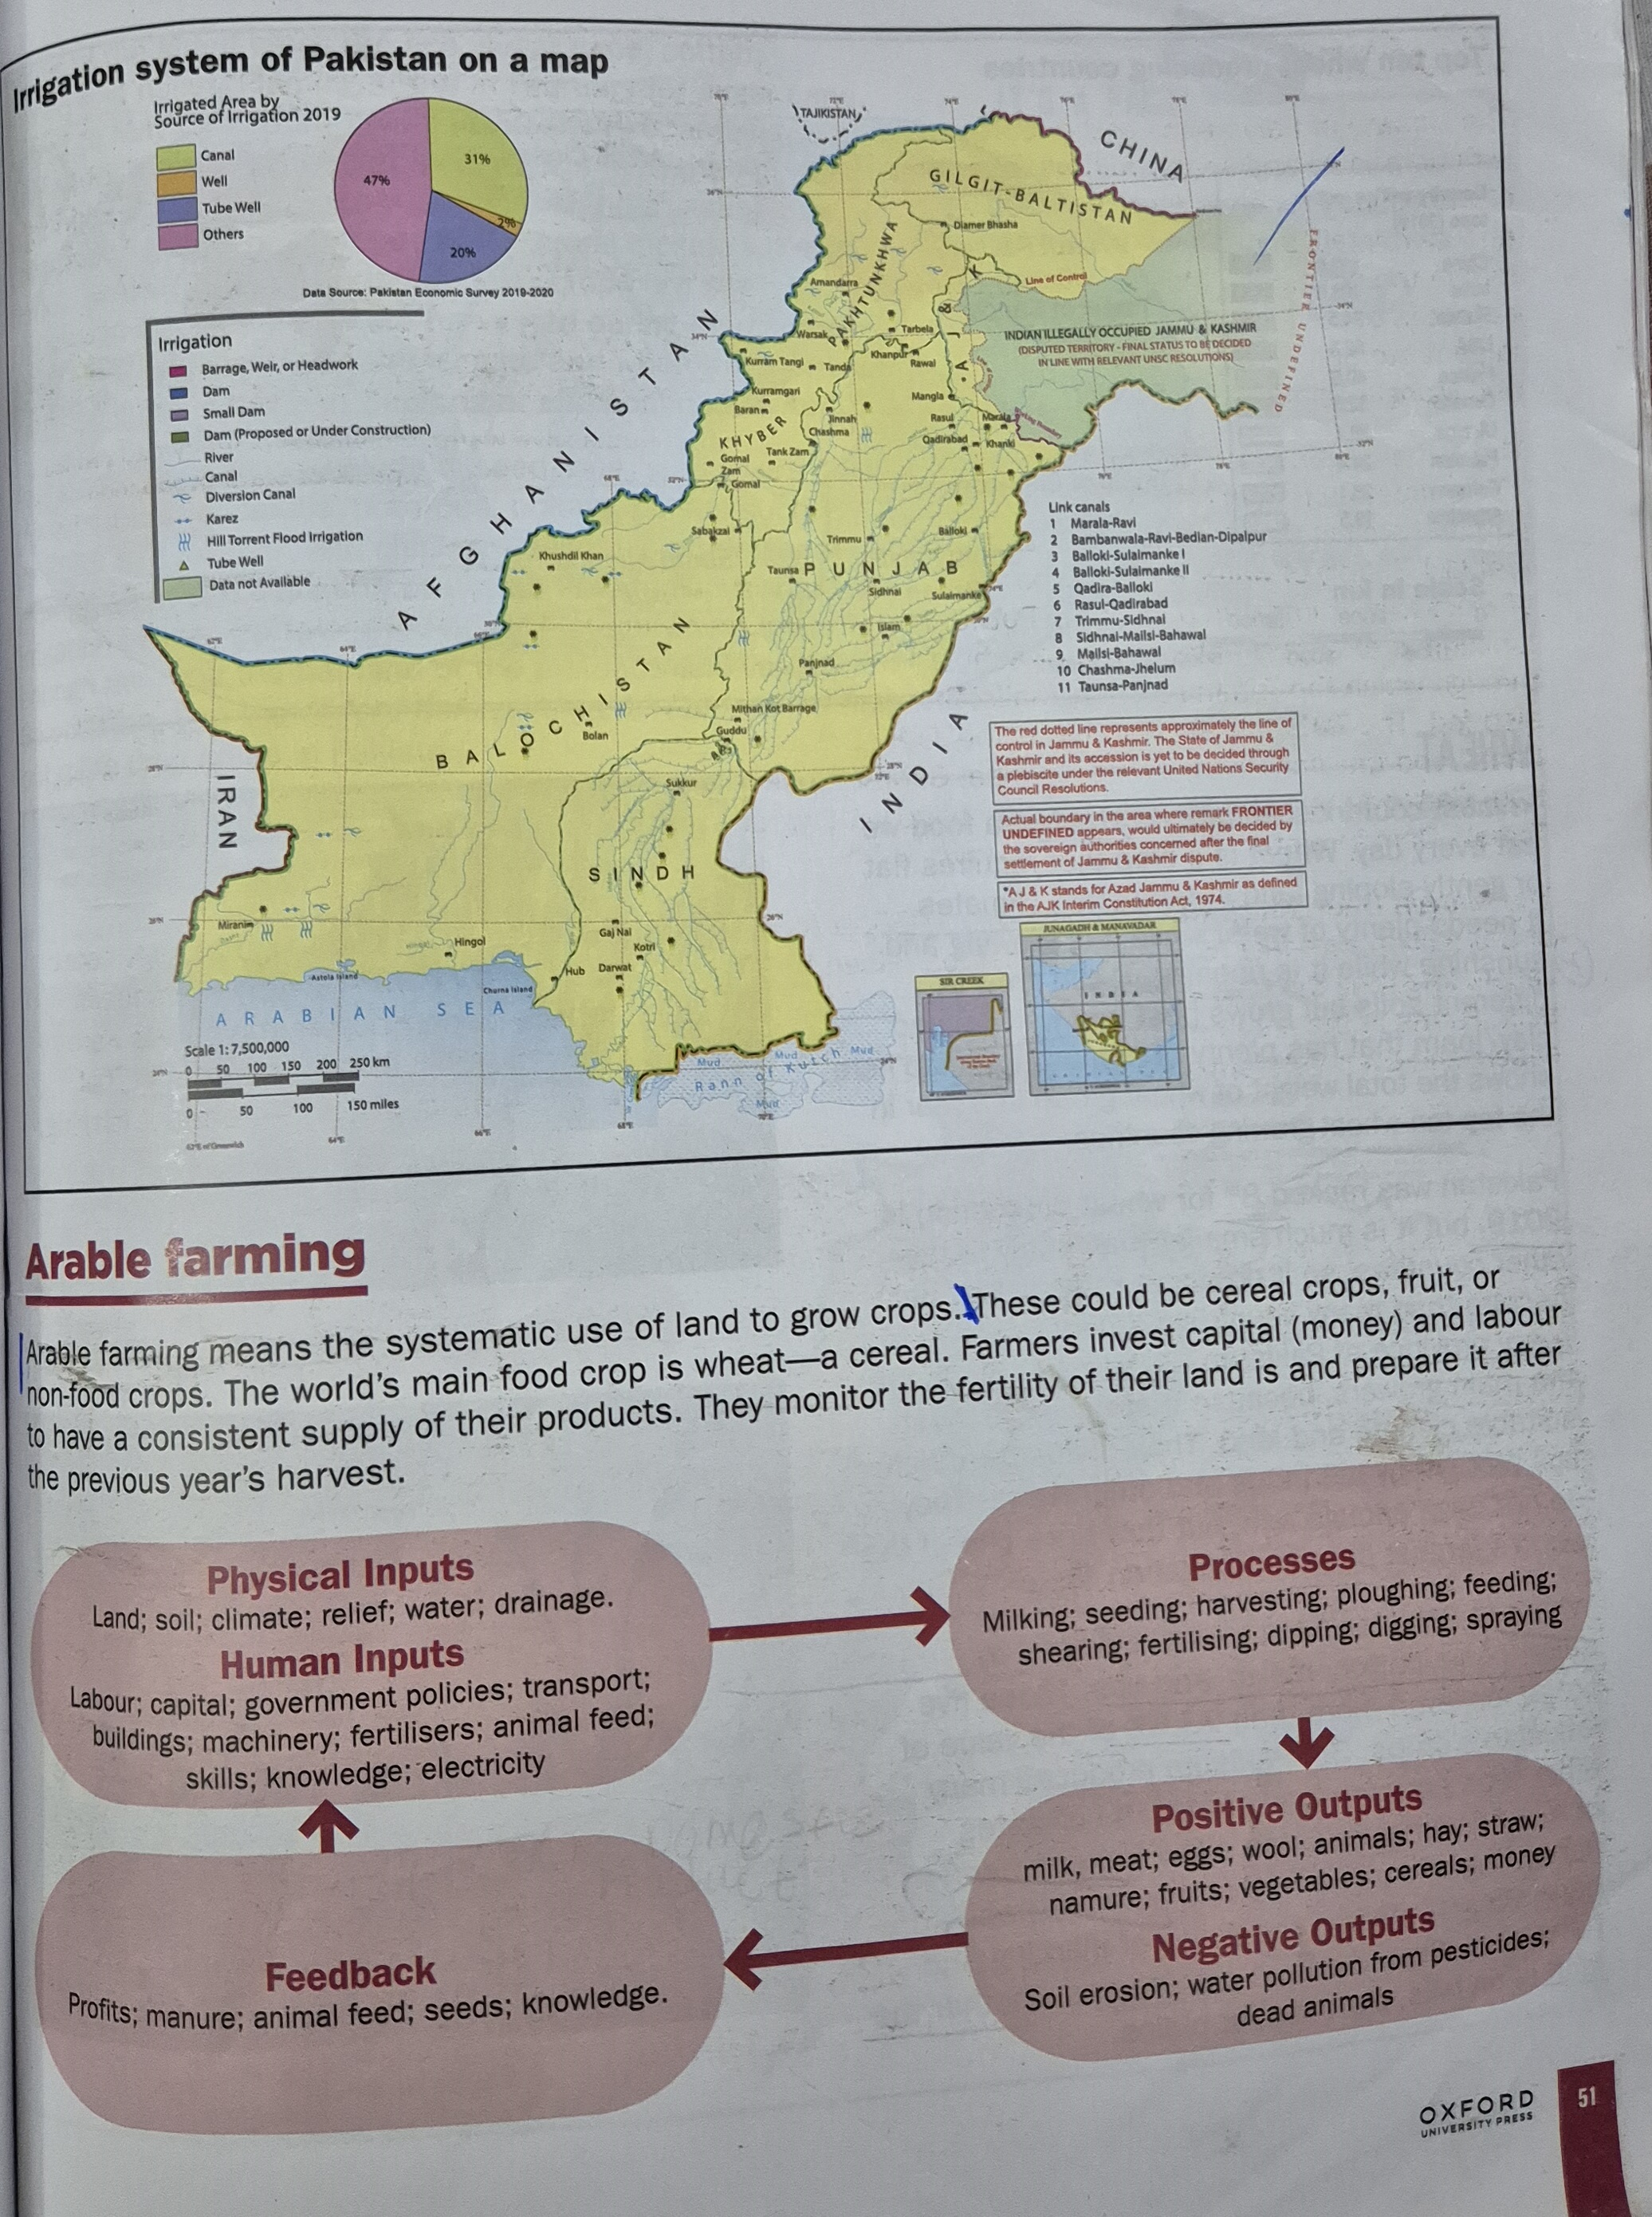 Irrigation system of Pakistan on a map
Irrigated Area by
Source of Irrigation 2019
Canal
Well
Tube Well
Others
47%
31%
2%
20%
Data Source: Pakistan Economic Survey 2019-2020
Irrigation
Barrage, Weir, or Headwork
Dam
Small Dam
Dam (Proposed or Under Construction)
River
Canal
Diversion Canal
Karez
Hill Torrent Flood Irrigation
Tube Well
Data not Available
TAJIKISTAN
CHINA
GILGIT-BALTISTAN
Diamer Bhasha
Line of Control
KHYBER
PAKHTUNKHWA
Amandarra
Warsak
Tarbela
Khanpur
Rawal
Kurram Tangi
Tanda
Kurramgari
Baran
Mangla
A J & K
INDIAN ILLEGALLY OCCUPIED JAMMU & KASHMIR
(DISPUTED TERRITORY - FINAL STATUS TO BE DECIDED
IN LINE WITH RELEVANT UNSC RESOLUTIONS)
FRONTIER UNDEFINED
Jinnah
Chashma
Rasul
Marala
Qadirabad
Khanki
Gomal
Zam
Tank Zam
Gomal
AFGHANISTAN
Sabakzai
Khushdil Khan
Trimmu
Balloki
Taunsa
PUNJAB
Sidhnai
Sulaimanke
Islam
Panjnad
Mithan Kot Barrage
Guddu
BALOCHISTAN
Bolan
Sukkur
IRAN
INDIA
SINDH
Mirani
Hingol
Gaj Nai
Kotri
Hub
Darwat
Astola Island
Churna Island
ARABIAN SEA
Mud
Mud
Mud
Rann of Kutch
Mud
Link canals
1 Marala-Ravi
2 Bambanwala-Ravi-Bedian-Dipalpur
3 Balloki-Sulaimanke I
4 Balloki-Sulaimanke II
5 Qadira-Balloki
6 Rasul-Qadirabad
7 Trimmu-Sidhnai
8 Sidhnai-Mailsi-Bahawal
9 Mailsi-Bahawal
10 Chashma-Jhelum
11 Taunsa-Panjnad
The red dotted line represents approximately the line of
control in Jammu & Kashmir. The State of Jammu &
Kashmir and its accession is yet to be decided through
a plebiscite under the relevant United Nations Security
Council Resolutions.
Actual boundary in the area where remark FRONTIER
UNDEFINED appears, would ultimately be decided by
the sovereign authorities concerned after the final
settlement of Jammu & Kashmir dispute.
*A J & K stands for Azad Jammu & Kashmir as defined
in the AJK Interim Constitution Act, 1974.
SIR CREEK
JUNAGADH & MANAVADAR
INDIA
Scale 1:7,500,000
0 50 100 150 200 250 km
0 50 100 150 miles
Arable farming
Arable farming means the systematic use of land to grow crops. These could be cereal crops, fruit, or
non-food crops. The world's main food crop is wheat—a cereal. Farmers invest capital (money) and labour
to have a consistent supply of their products. They monitor the fertility of their land is and prepare it after
the previous year's harvest.
Physical Inputs
Land; soil; climate; relief; water; drainage.
Human Inputs
Labour; capital; government policies; transport;
buildings; machinery; fertilisers; animal feed;
skills; knowledge; electricity
Processes
Milking; seeding; harvesting; ploughing; feeding;
shearing; fertilising; dipping; digging; spraying
Positive Outputs
milk, meat; eggs; wool; animals; hay; straw;
namure; fruits; vegetables; cereals; money
Negative Outputs
Soil erosion; water pollution from pesticides;
dead animals
Feedback
Profits; manure; animal feed; seeds; knowledge.
OXFORD
UNIVERSITY PRESS
51